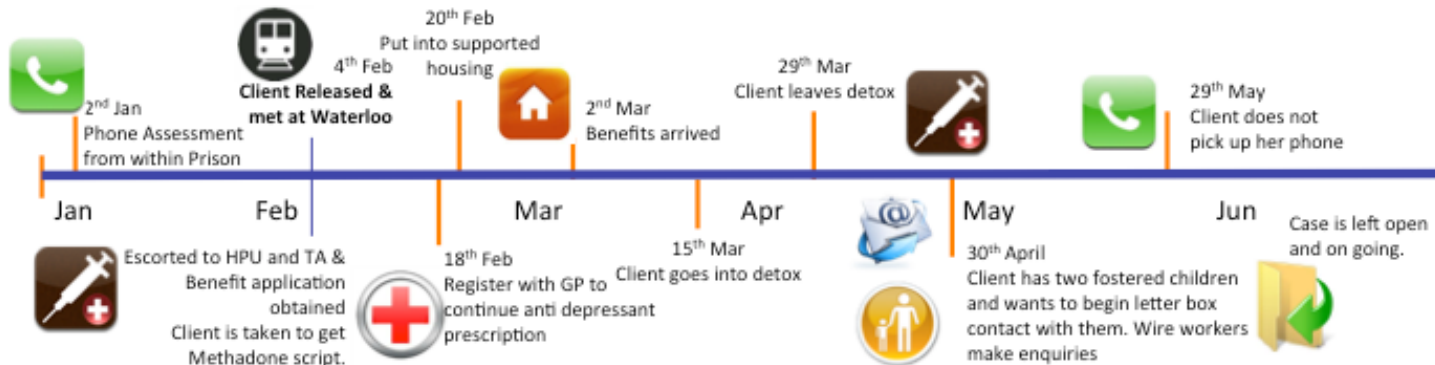 2nd Jan
Phone Assessment
from within Prison
4th Feb
Client Released &
met at Waterloo
20th Feb
Put into supported
housing
2nd Mar
Benefits arrived
29th Mar
Client leaves detox
29th May
Client does not
pick up her phone
Jan
Feb
Mar
Apr
May
Jun
Escorted to HPU and TA &
Benefit application
obtained
Client is taken to get
Methadone script.
18th Feb
Register with GP to
continue anti depressant
prescription
15th Mar
Client goes into detox
@
30th April
Client has two fostered children
and wants to begin letter box
contact with them. Wire workers
make enquiries
Case is left open
and on going.